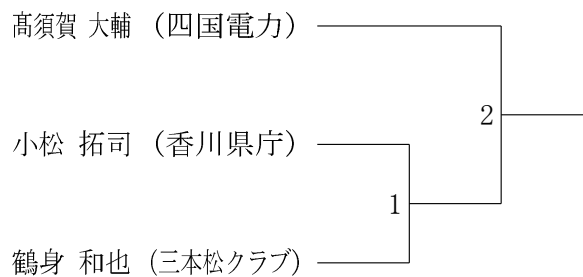 髙須賀 大輔 (四国電力)
2
小松 拓司 (香川県庁)
1
鶴身 和也 (三本松クラブ)